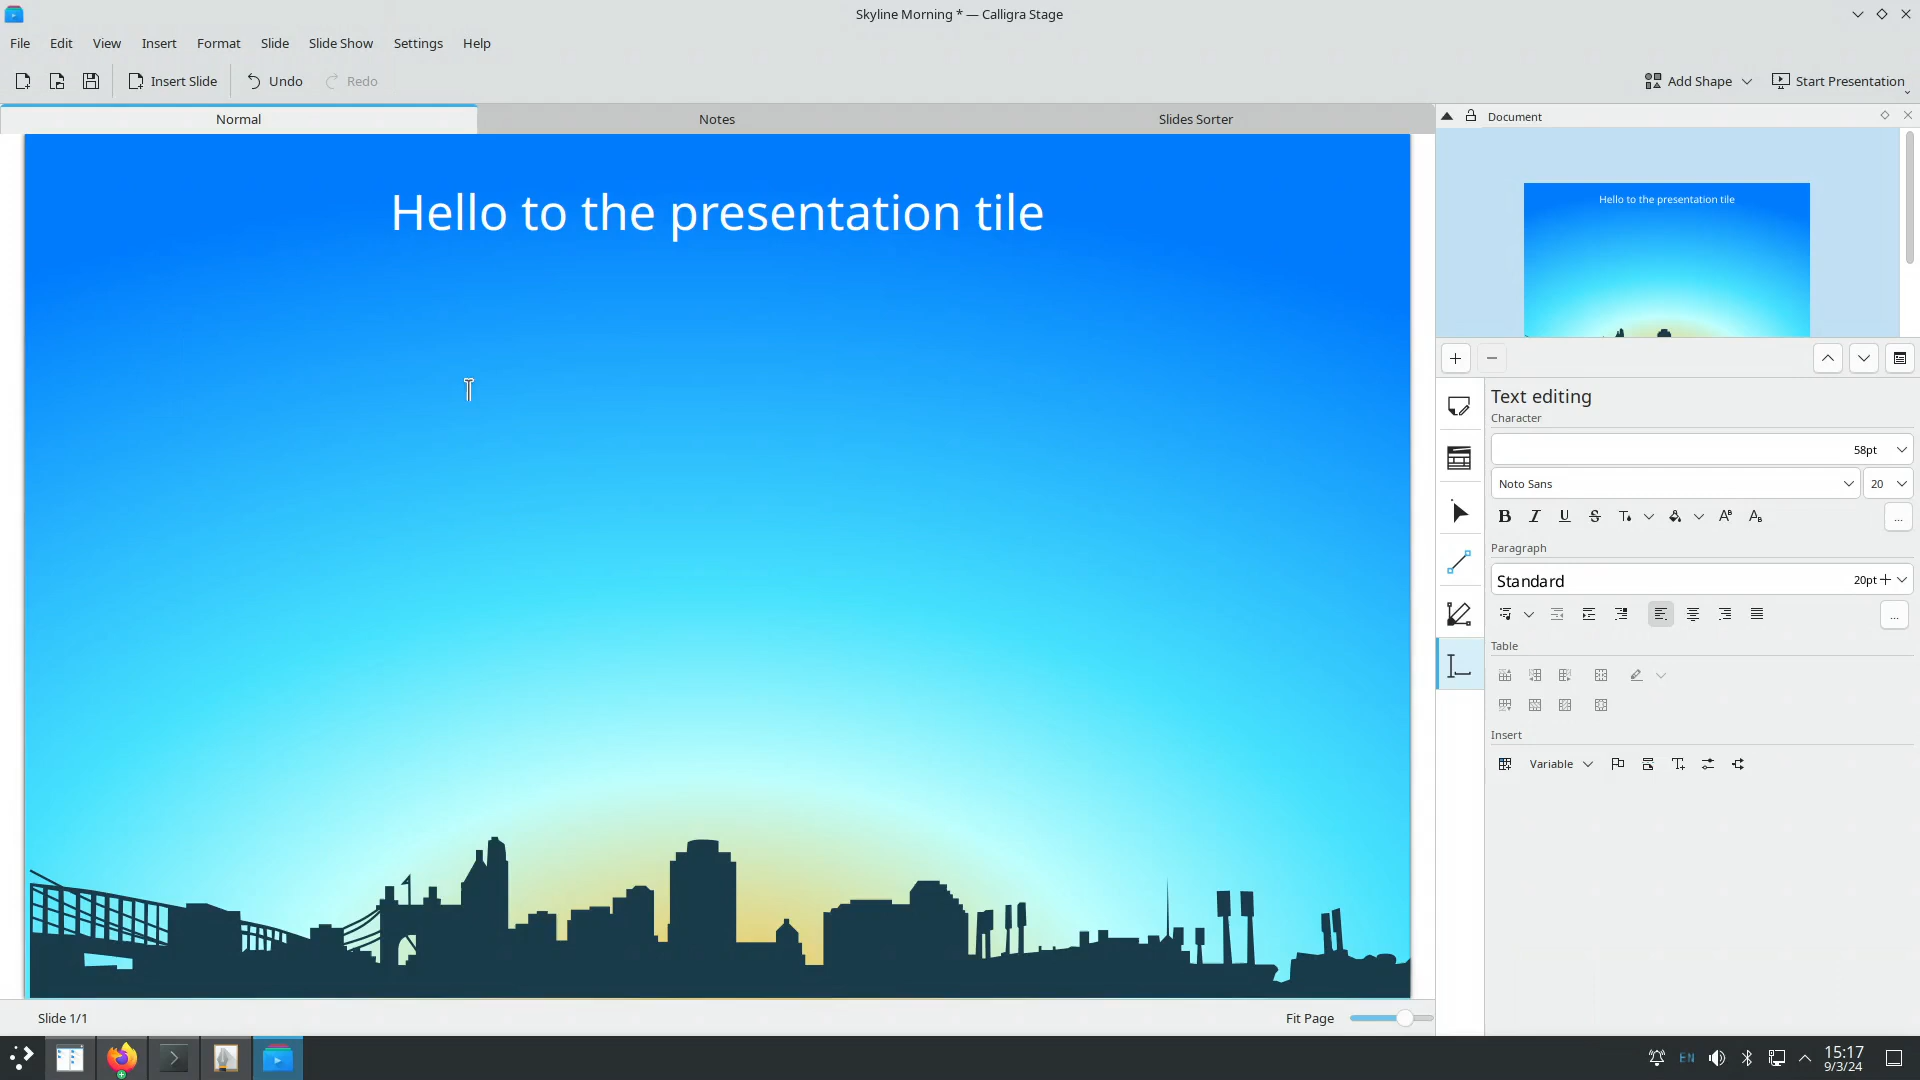 Skyline Morning * — Calligra Stage
File Edit View Insert Format Slide Slide Show Settings Help
Insert Slide Undo Redo Add Shape Start Presentation
Normal Notes Slides Sorter
Document
Hello to the presentation tile
Hello to the presentation tile
Text editing
Character
58pt
Noto Sans 20
B I U S T A B A B
...
Paragraph
Standard 20pt
...
Table
Insert
Variable
Slide 1/1 Fit Page
EN 15:17
9/3/24